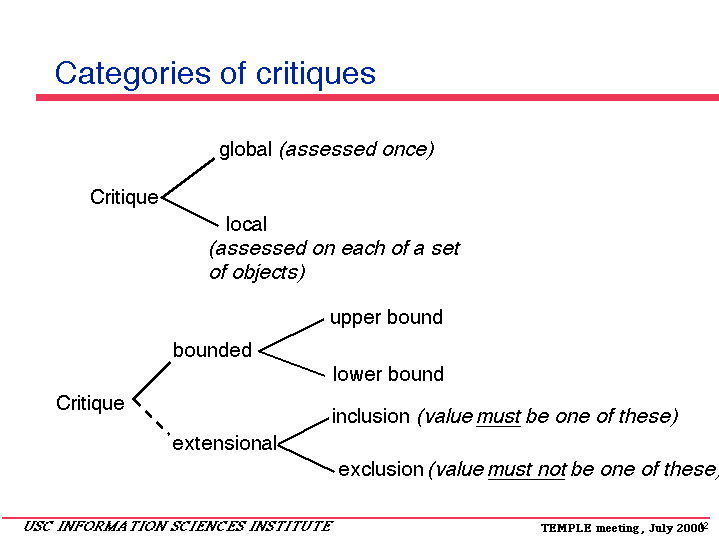 Categories of critiques
global (assessed once)
Critique
local
(assessed on each of a set
of objects)
upper bound
bounded
lower bound
Critique
inclusion (value must be one of these)
extensional
exclusion (value must not be one of these)
USC INFORMATION SCIENCES INSTITUTE
TEMPLE meeting, July 2000